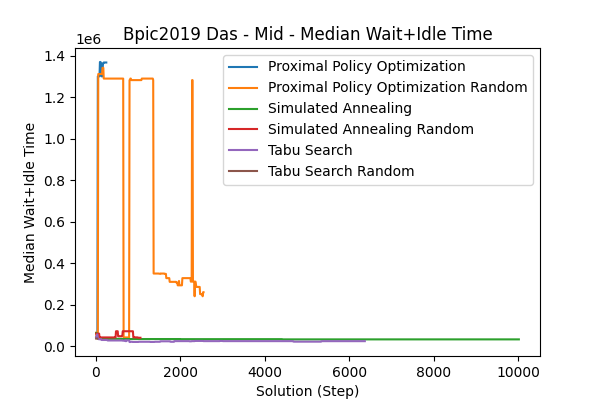 Bpic2019 Das - Mid - Median Wait+Idle Time
1e6
Proximal Policy Optimization
Proximal Policy Optimization Random
Simulated Annealing
Simulated Annealing Random
Tabu Search
Tabu Search Random
Median Wait+Idle Time
1.4
1.2
1.0
0.8
0.6
0.4
0.2
0.0
0 2000 4000 6000 8000 10000
Solution (Step)